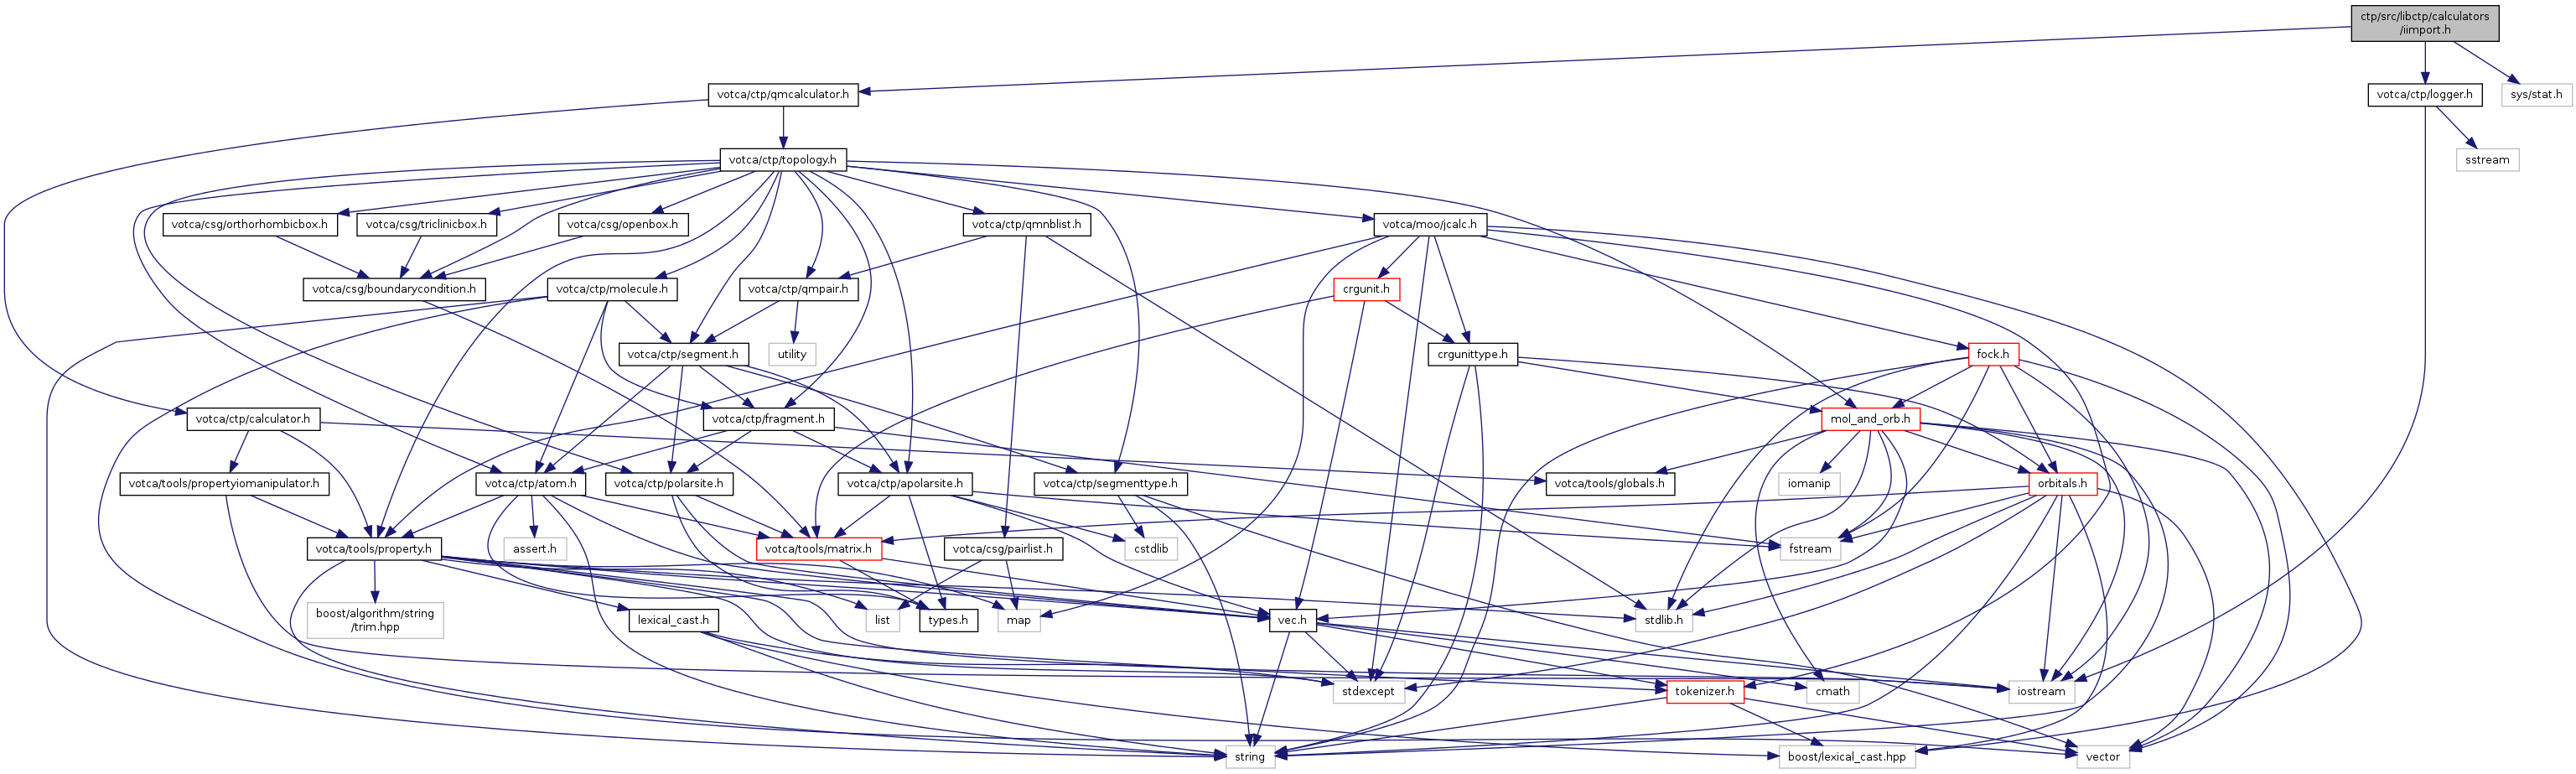 ctp/src/libctp/calculators
/iimport.h
votca/ctp/qmcalculator.h
votca/ctp/logger.h
sys/stat.h
votca/ctp/topology.h
sstream
votca/csg/orthorhombicbox.h
votca/csg/triclinicbox.h
votca/csg/openbox.h
votca/ctp/qmnblist.h
votca/moo/jcalc.h
votca/csg/boundarycondition.h
votca/ctp/molecule.h
votca/ctp/qmpair.h
crgunit.h
votca/ctp/segment.h
utility
crgunittype.h
fock.h
votca/ctp/calculator.h
votca/ctp/fragment.h
mol_and_orb.h
votca/tools/propertyiomanipulator.h
votca/ctp/atom.h
votca/ctp/polarsite.h
votca/ctp/apolarsite.h
votca/ctp/segmenttype.h
votca/tools/globals.h
iomanip
orbitals.h
votca/tools/property.h
assert.h
votca/tools/matrix.h
votca/csg/pairlist.h
cstdlib
fstream
boost/algorithm/string
/trim.hpp
lexical_cast.h
list
types.h
map
vec.h
stdlib.h
stdexcept
tokenizer.h
cmath
iostream
string
boost/lexical_cast.hpp
vector